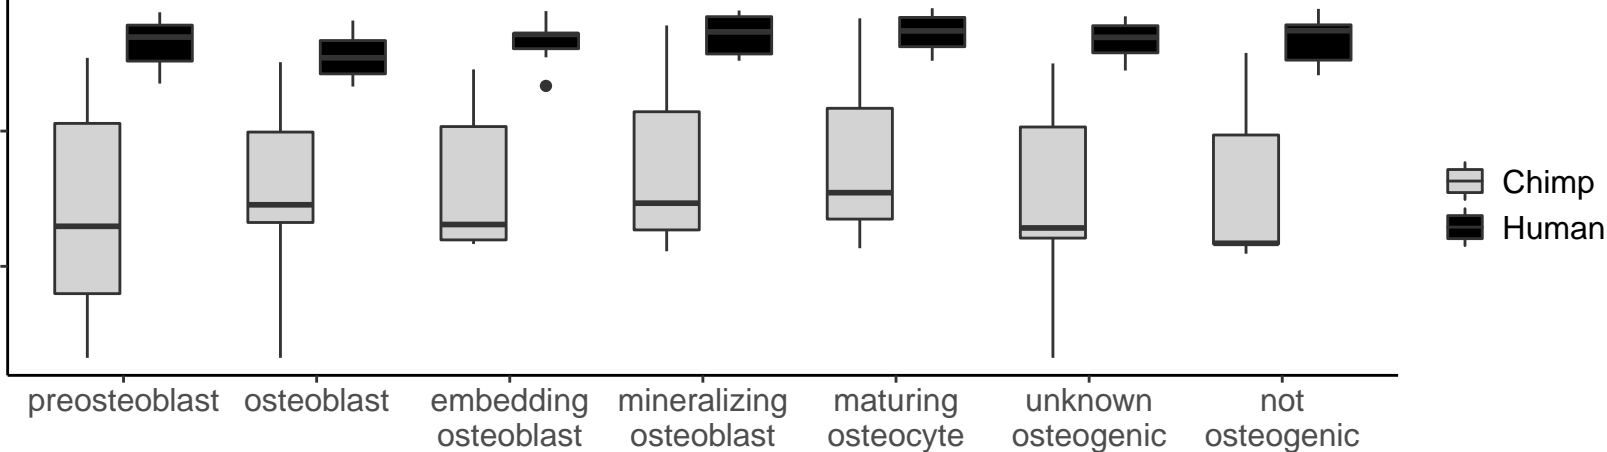 Chimp
Human
preosteoblast osteoblast embedding mineralizing maturing unknown not
osteoblast osteoblast osteocyte osteogenic osteogenic